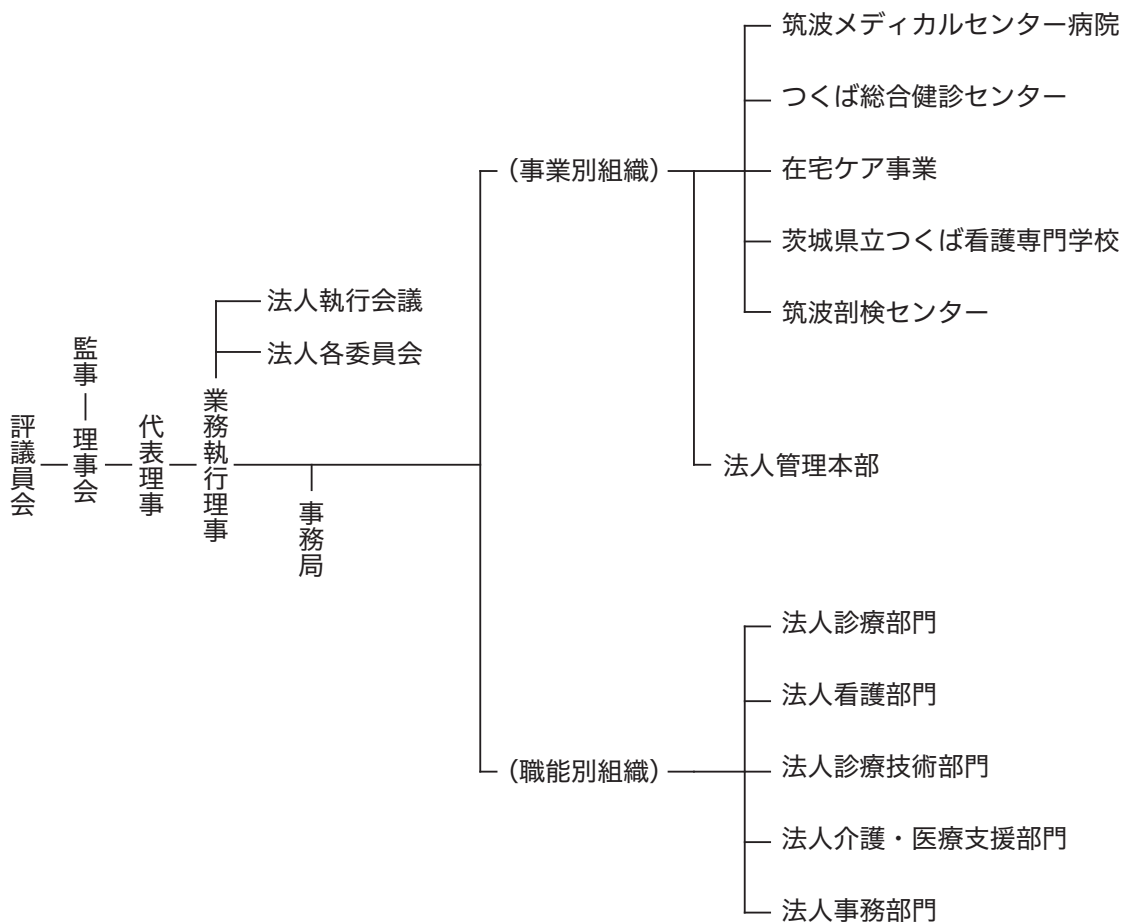 評議員会
監事
理事会
代表理事
業務執行理事
法人執行会議
法人各委員会
事務局
（事業別組織）
筑波メディカルセンター病院
つくば総合健診センター
在宅ケア事業
茨城県立つくば看護専門学校
筑波剖検センター
法人管理本部
（職能別組織）
法人診療部門
法人看護部門
法人診療技術部門
法人介護・医療支援部門
法人事務部門